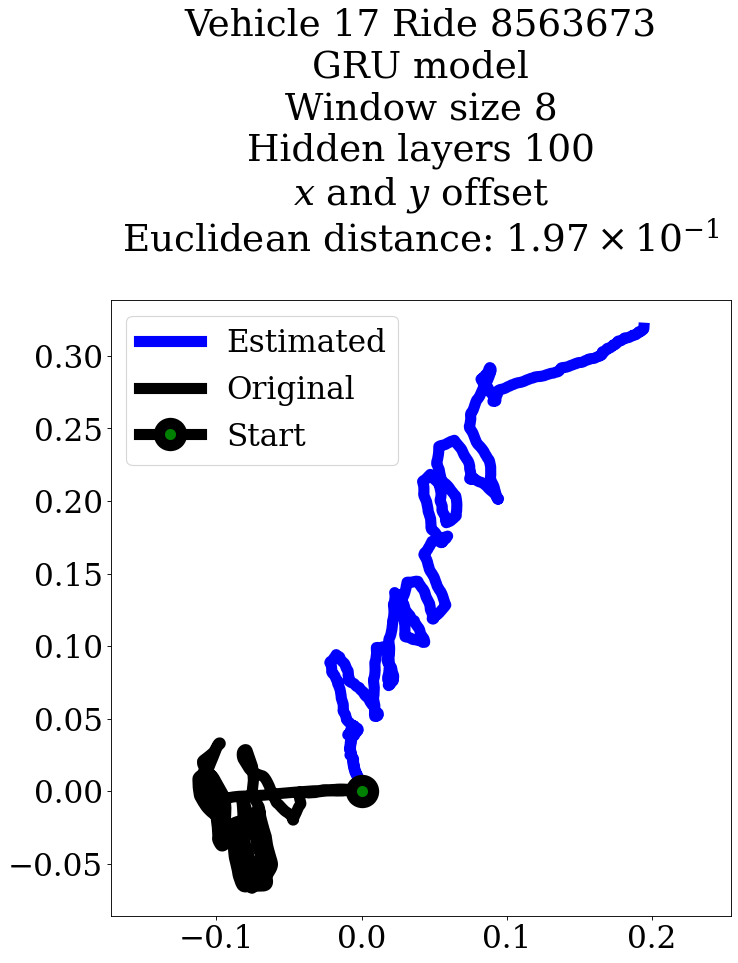 Vehicle 17 Ride 8563673
GRU model
Window size 8
Hidden layers 100
x and y offset
Euclidean distance: 1.97 × 10⁻¹
Estimated
Original
Start
0.30
0.25
0.20
0.15
0.10
0.05
0.00
−0.05
−0.1 0.0 0.1 0.2